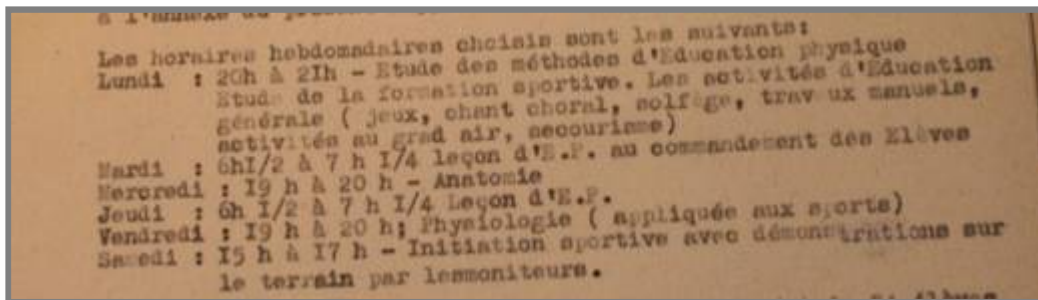 à l'annexe du
Les horaires hebdomadaires choisis sont les suivants:
Lundi : 20h à 2Ih - Etude des méthodes d'Education physique
Etude de la formation sportive. Les activités d'Education
générale ( jeux, chant choral, solfège, travaux manuels,
activités au grad air, secourisme)
Mardi : 6hI/2 à 7 h I/4 leçon d'E.P. au commandement des Elèves
Mercredi : I9 h à 20 h - Anatomie
Jeudi : 6h I/2 à 7 h I/4 Leçon d'E.P.
Vendredi : I9 h à 20 h; Physiologie ( appliquée aux sports)
Samedi : I5 h à I7 h - Initiation sportive avec démonstrations sur
le terrain par lesmoniteurs.